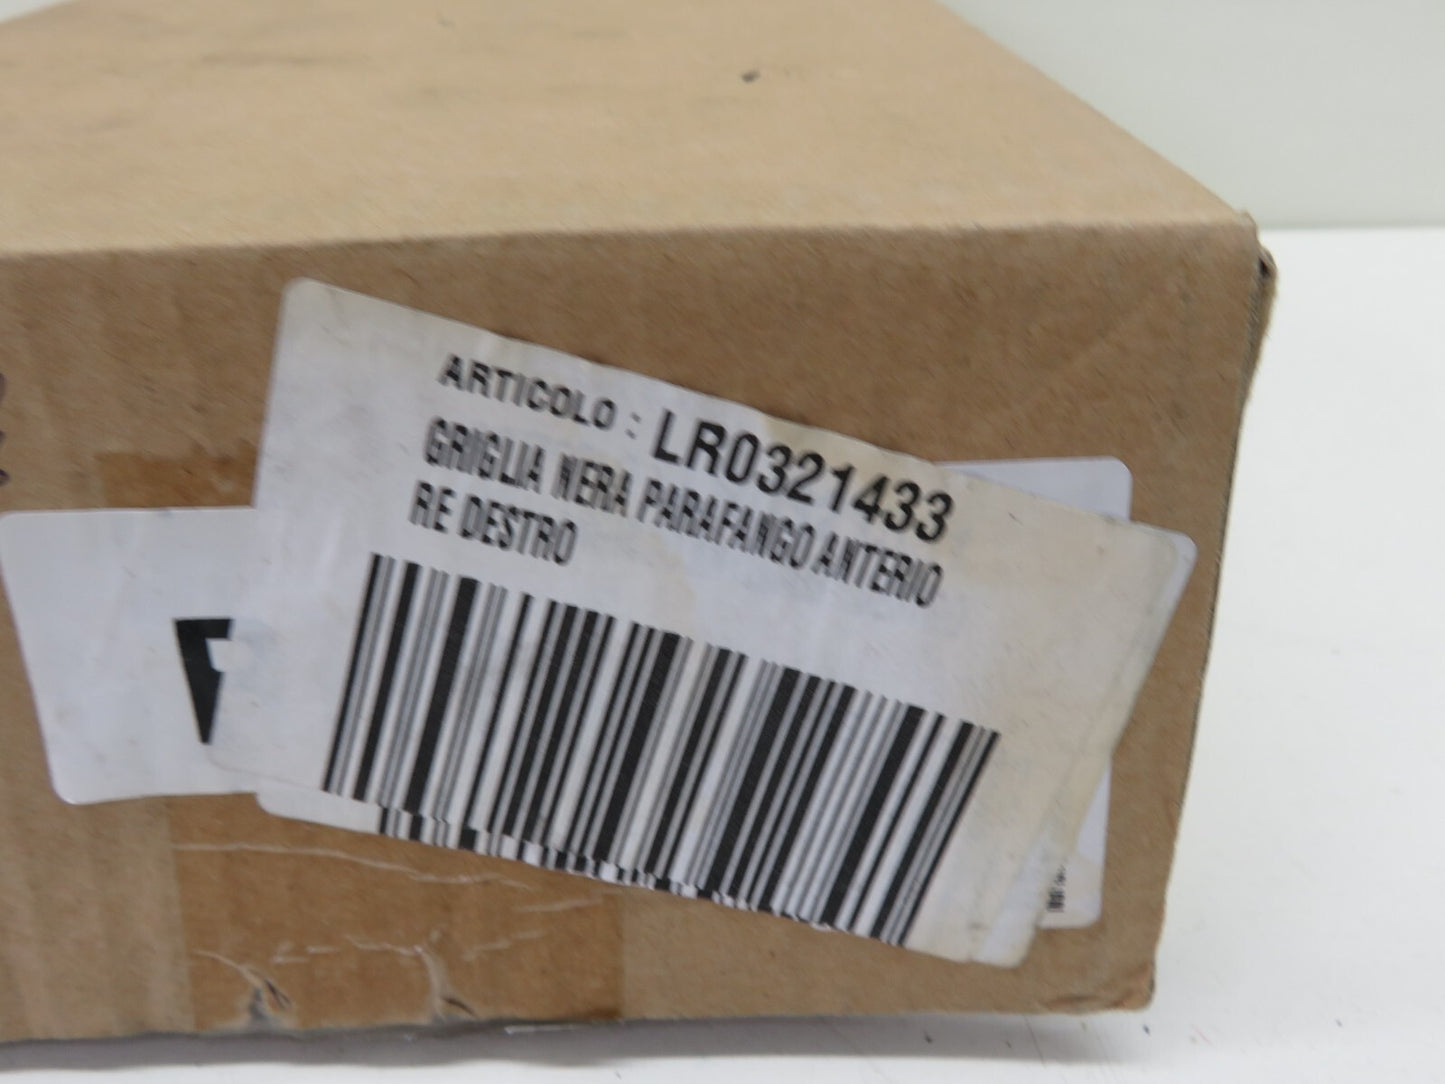 ARTICOLO : LR0321433
GRIGLIA NERA PARAFANGO ANTERIO
RE DESTRO